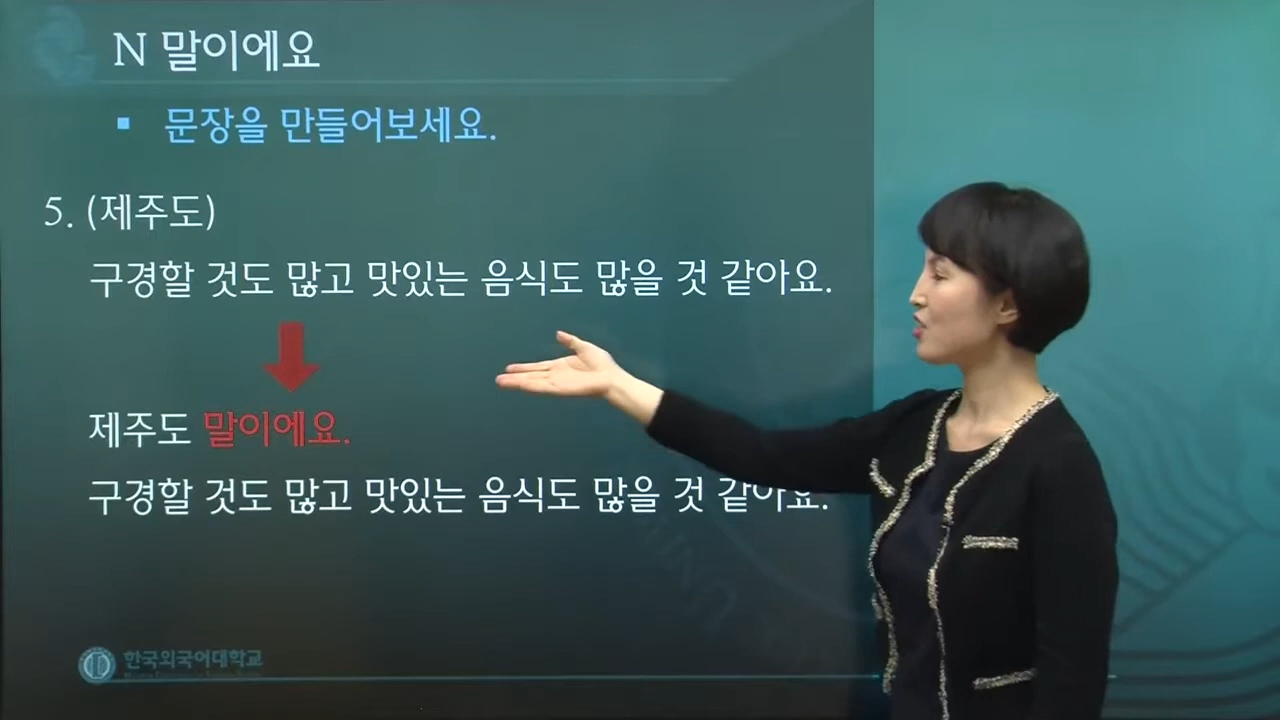 N 말이에요
▪ 문장을 만들어보세요.
5. (제주도)
구경할 것도 많고 맛있는 음식도 많을 것 같아요.
제주도 말이에요.
구경할 것도 많고 맛있는 음식도 많을 것 같아요.
한국외국어대학교